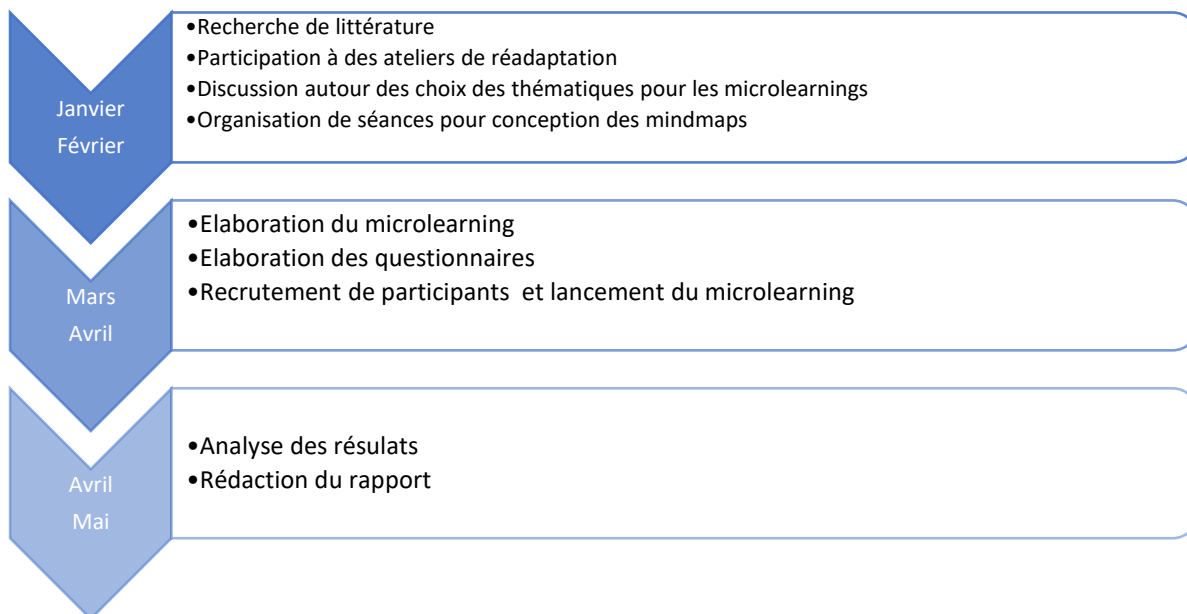 Janvier
Février
•Recherche de littérature
•Participation à des ateliers de réadaptation
•Discussion autour des choix des thématiques pour les microlearnings
•Organisation de séances pour conception des mindmaps
Mars
Avril
•Elaboration du microlearning
•Elaboration des questionnaires
•Recrutement de participants et lancement du microlearning
Avril
Mai
•Analyse des résulats
•Rédaction du rapport